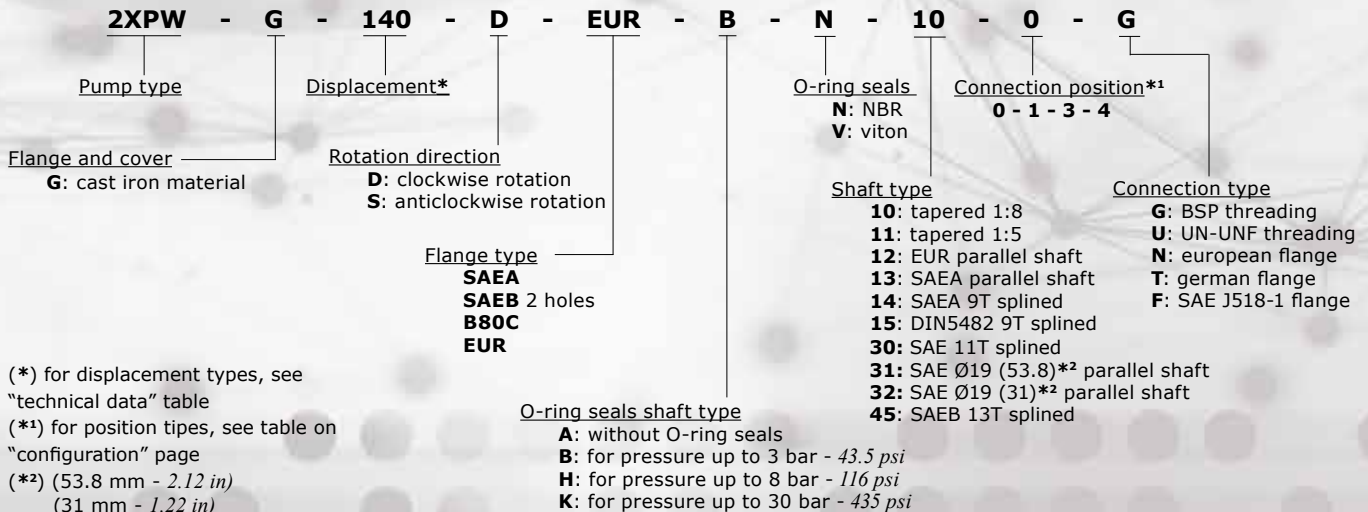 2XPW - G - 140 - D - EUR - B - N - 10 - 0 - G
Pump type
Displacement*
O-ring seals
N: NBR
V: viton
Connection position*1
0 - 1 - 3 - 4
Flange and cover
G: cast iron material
Rotation direction
D: clockwise rotation
S: anticlockwise rotation
Shaft type
10: tapered 1:8
11: tapered 1:5
12: EUR parallel shaft
13: SAEA parallel shaft
14: SAEA 9T splined
15: DIN5482 9T splined
30: SAE 11T splined
31: SAE Ø19 (53.8)*2 parallel shaft
32: SAE Ø19 (31)*2 parallel shaft
45: SAEB 13T splined
Connection type
G: BSP threading
U: UN-UNF threading
N: european flange
T: german flange
F: SAE J518-1 flange
Flange type
SAEA
SAEB 2 holes
B80C
EUR
(*) for displacement types, see
"technical data" table
(*1) for position tipes, see table on
"configuration" page
(*2) (53.8 mm - 2.12 in)
(31 mm - 1.22 in)
O-ring seals shaft type
A: without O-ring seals
B: for pressure up to 3 bar - 43.5 psi
H: for pressure up to 8 bar - 116 psi
K: for pressure up to 30 bar - 435 psi